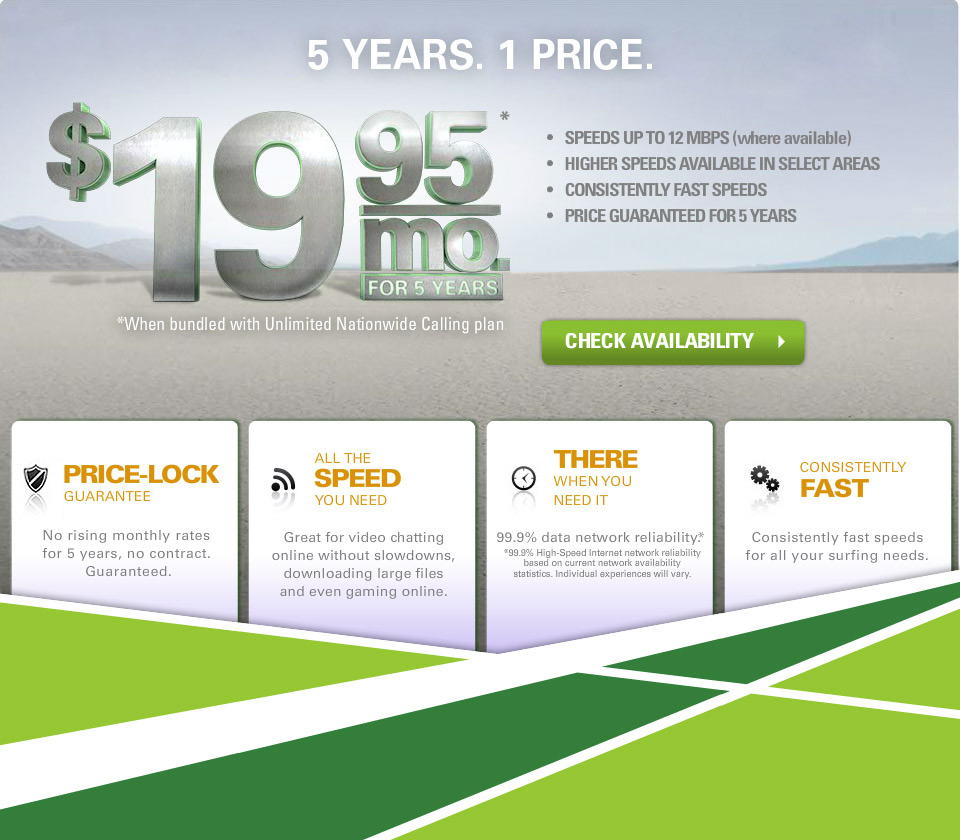 5 YEARS. 1 PRICE.
$19 95 *
mo.
FOR 5 YEARS
*When bundled with Unlimited Nationwide Calling plan
• SPEEDS UP TO 12 MBPS (where available)
• HIGHER SPEEDS AVAILABLE IN SELECT AREAS
• CONSISTENTLY FAST SPEEDS
• PRICE GUARANTEED FOR 5 YEARS
CHECK AVAILABILITY
PRICE-LOCK
GUARANTEE
No rising monthly rates
for 5 years, no contract.
Guaranteed.
ALL THE
SPEED
YOU NEED
Great for video chatting
online without slowdowns,
downloading large files
and even gaming online.
THERE
WHEN YOU
NEED IT
99.9% data network reliability.*
*99.9% High-Speed Internet network reliability
based on current network availability
statistics. Individual experiences will vary.
CONSISTENTLY
FAST
Consistently fast speeds
for all your surfing needs.